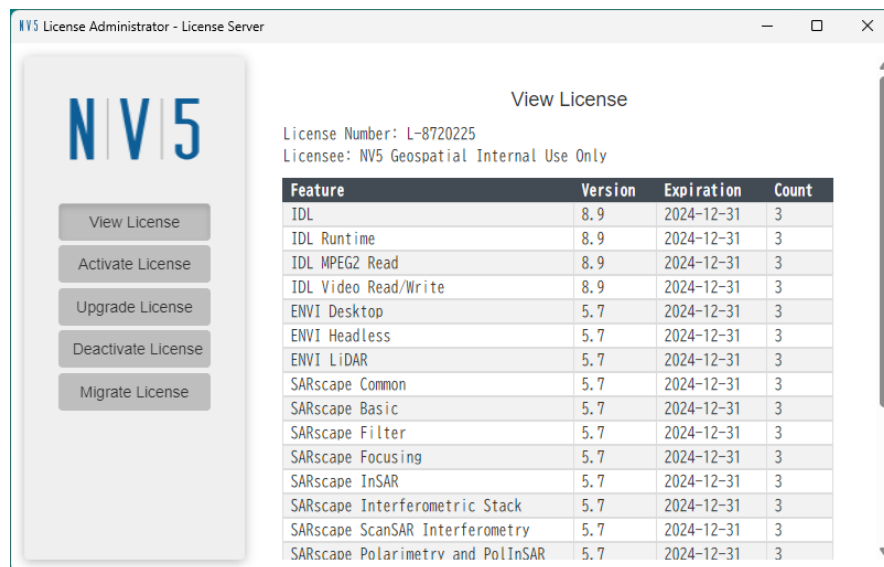 NV5 License Administrator - License Server
N|V|5
View License
Activate License
Upgrade License
Deactivate License
Migrate License
View License
License Number: L-8720225
Licensee: NV5 Geospatial Internal Use Only
Feature Version Expiration Count
IDL 8.9 2024-12-31 3
IDL Runtime 8.9 2024-12-31 3
IDL MPEG2 Read 8.9 2024-12-31 3
IDL Video Read/Write 8.9 2024-12-31 3
ENVI Desktop 5.7 2024-12-31 3
ENVI Headless 5.7 2024-12-31 3
ENVI LiDAR 5.7 2024-12-31 3
SARscape Common 5.7 2024-12-31 3
SARscape Basic 5.7 2024-12-31 3
SARscape Filter 5.7 2024-12-31 3
SARscape Focusing 5.7 2024-12-31 3
SARscape InSAR 5.7 2024-12-31 3
SARscape Interferometric Stack 5.7 2024-12-31 3
SARscape ScanSAR Interferometry 5.7 2024-12-31 3
SARscape Polarimetry and PolInSAR 5.7 2024-12-31 3